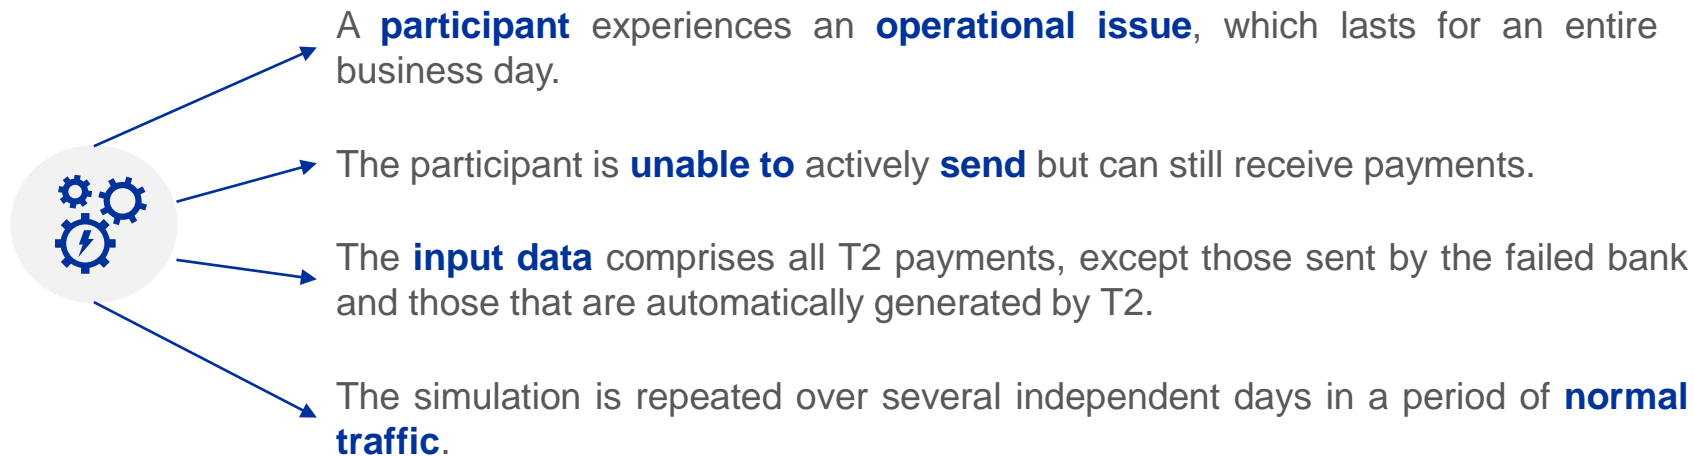 A participant experiences an operational issue, which lasts for an entire
business day.
The participant is unable to actively send but can still receive payments.
The input data comprises all T2 payments, except those sent by the failed bank
and those that are automatically generated by T2.
The simulation is repeated over several independent days in a period of normal
traffic.